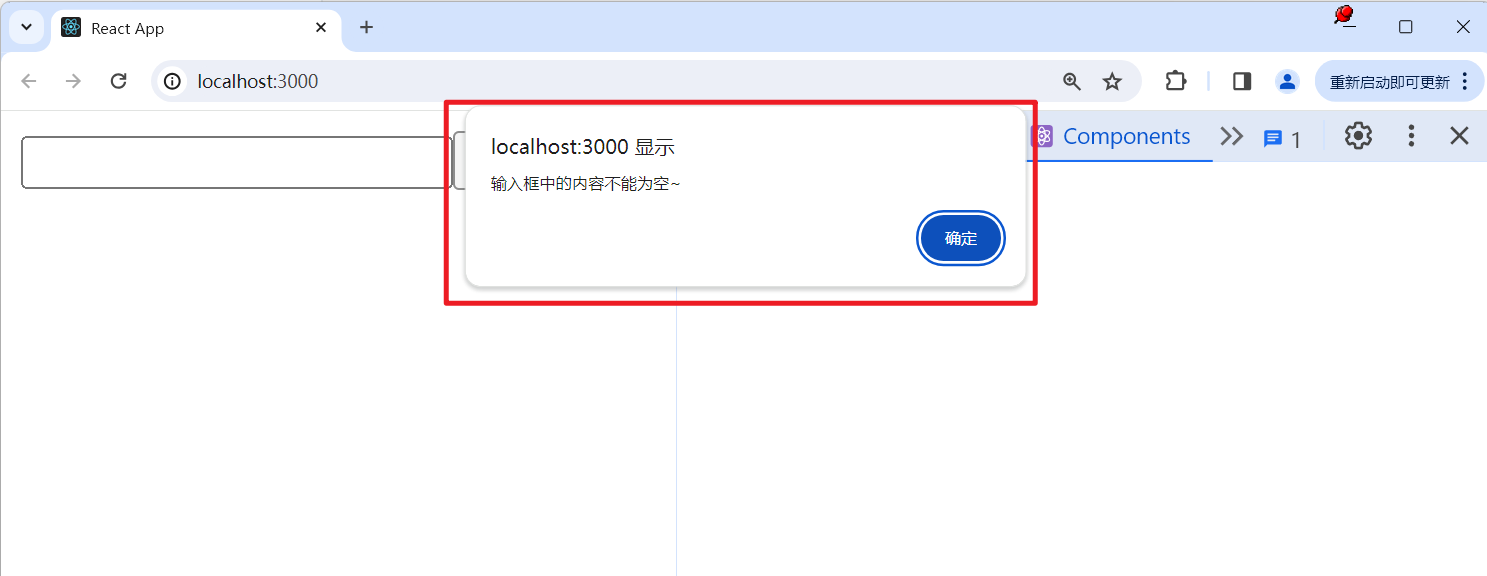 React App
localhost:3000
重新启动即可更新
localhost:3000 显示
输入框中的内容不能为空~
确定
Components
1